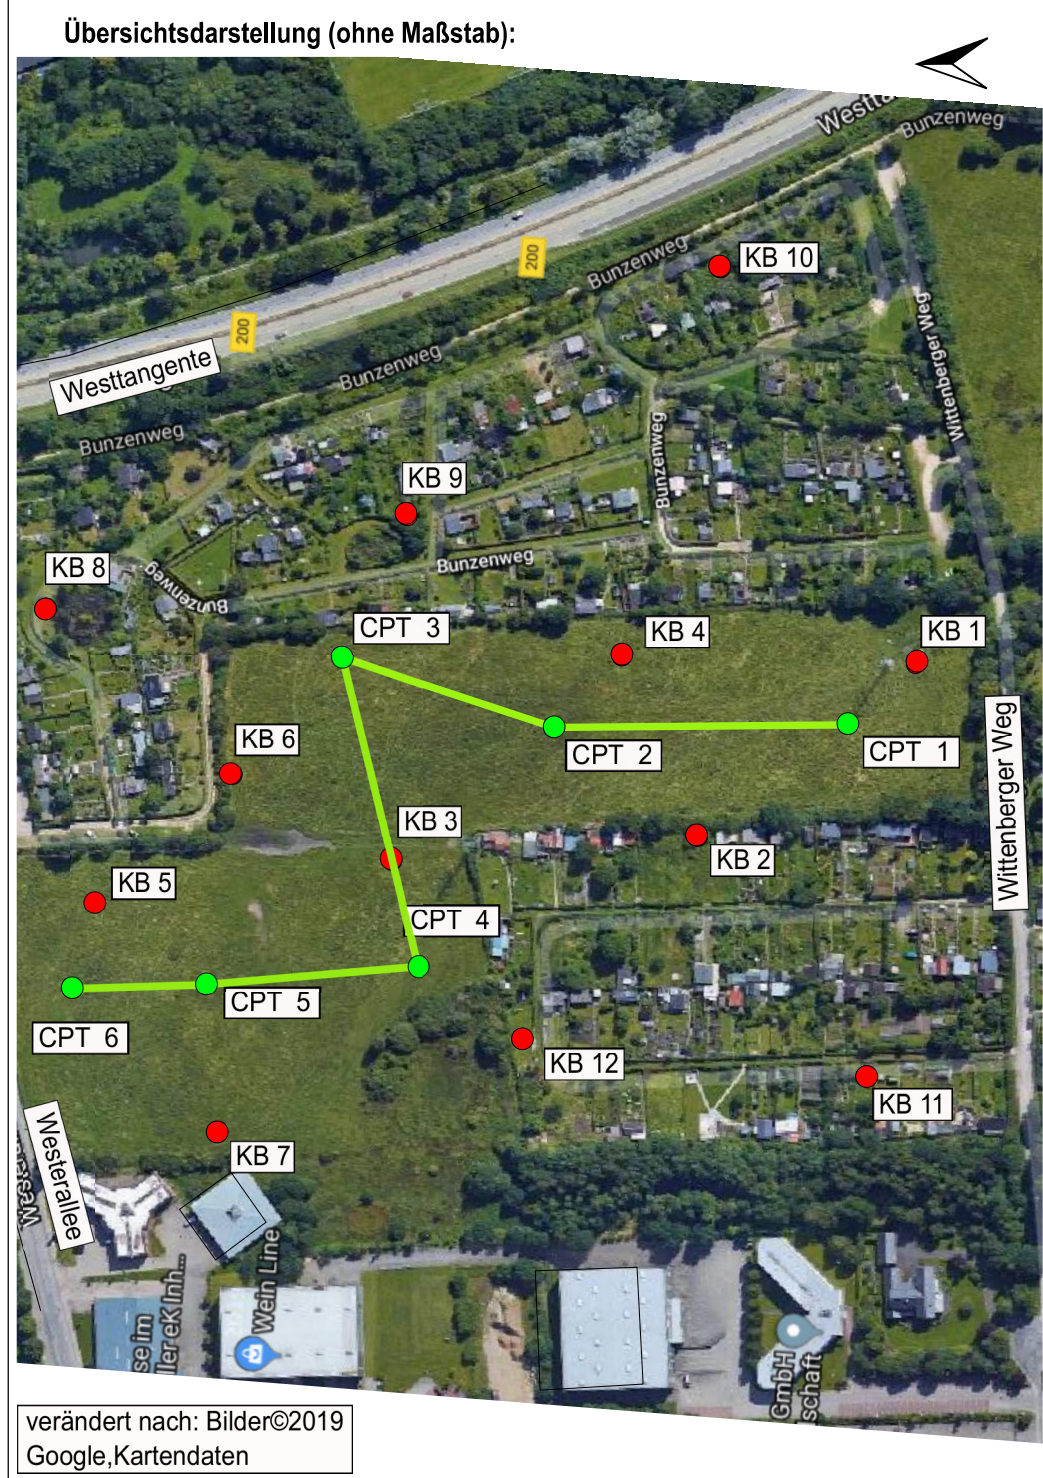 Übersichtsdarstellung (ohne Maßstab):
Bunzenweg
KB 10
200
Bunzenweg
200
Westtangente
Bunzenweg
Wittenberger Weg
Bunzenweg
Bunzenweg
KB 9
Bunzenweg
KB 8
Bunzenweg
CPT 3
KB 4
KB 1
KB 6
CPT 2
CPT 1
Wittenberger Weg
KB 3
KB 2
KB 5
CPT 4
CPT 5
CPT 6
KB 12
KB 11
Westerallee
KB 7
Wein Line
GmbH
verändert nach: Bilder©2019
Google,Kartendaten